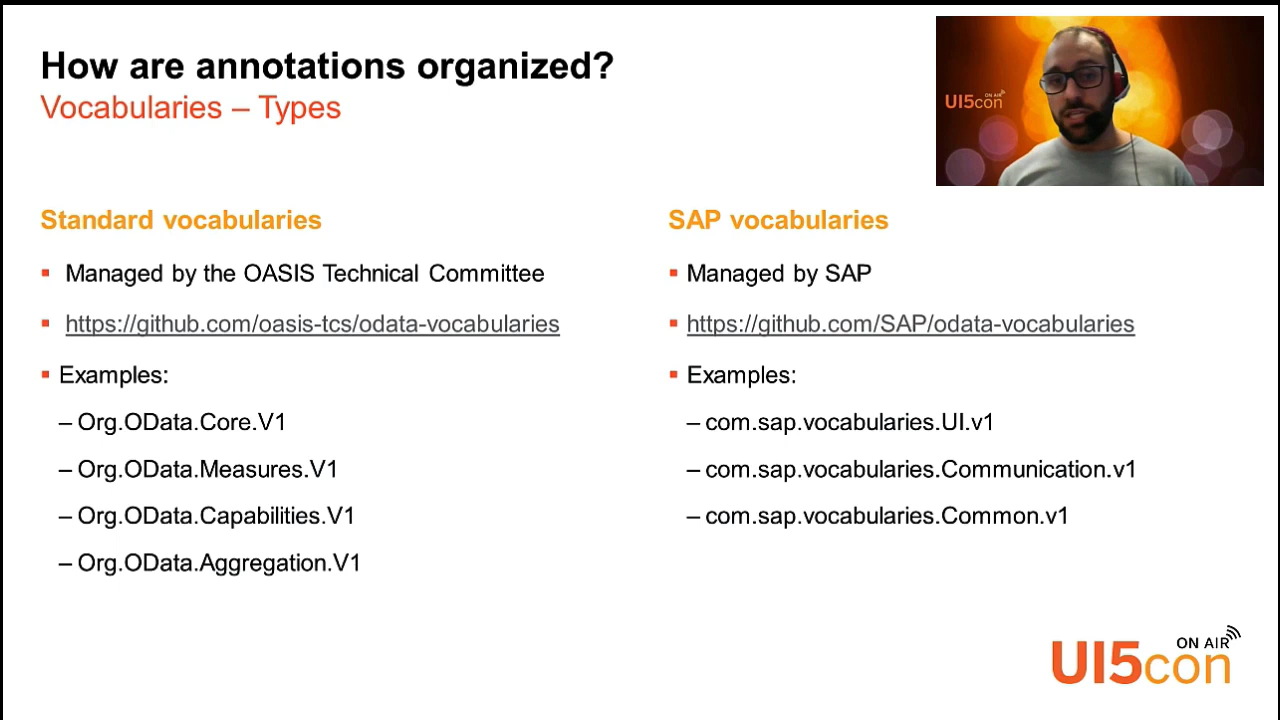 How are annotations organized?
Vocabularies – Types
ON AIR
UI5con
Standard vocabularies
▪ Managed by the OASIS Technical Committee
▪ https://github.com/oasis-tcs/odata-vocabularies
▪ Examples:
– Org.OData.Core.V1
– Org.OData.Measures.V1
– Org.OData.Capabilities.V1
– Org.OData.Aggregation.V1
SAP vocabularies
▪ Managed by SAP
▪ https://github.com/SAP/odata-vocabularies
▪ Examples:
– com.sap.vocabularies.UI.v1
– com.sap.vocabularies.Communication.v1
– com.sap.vocabularies.Common.v1
ON AIR
UI5con